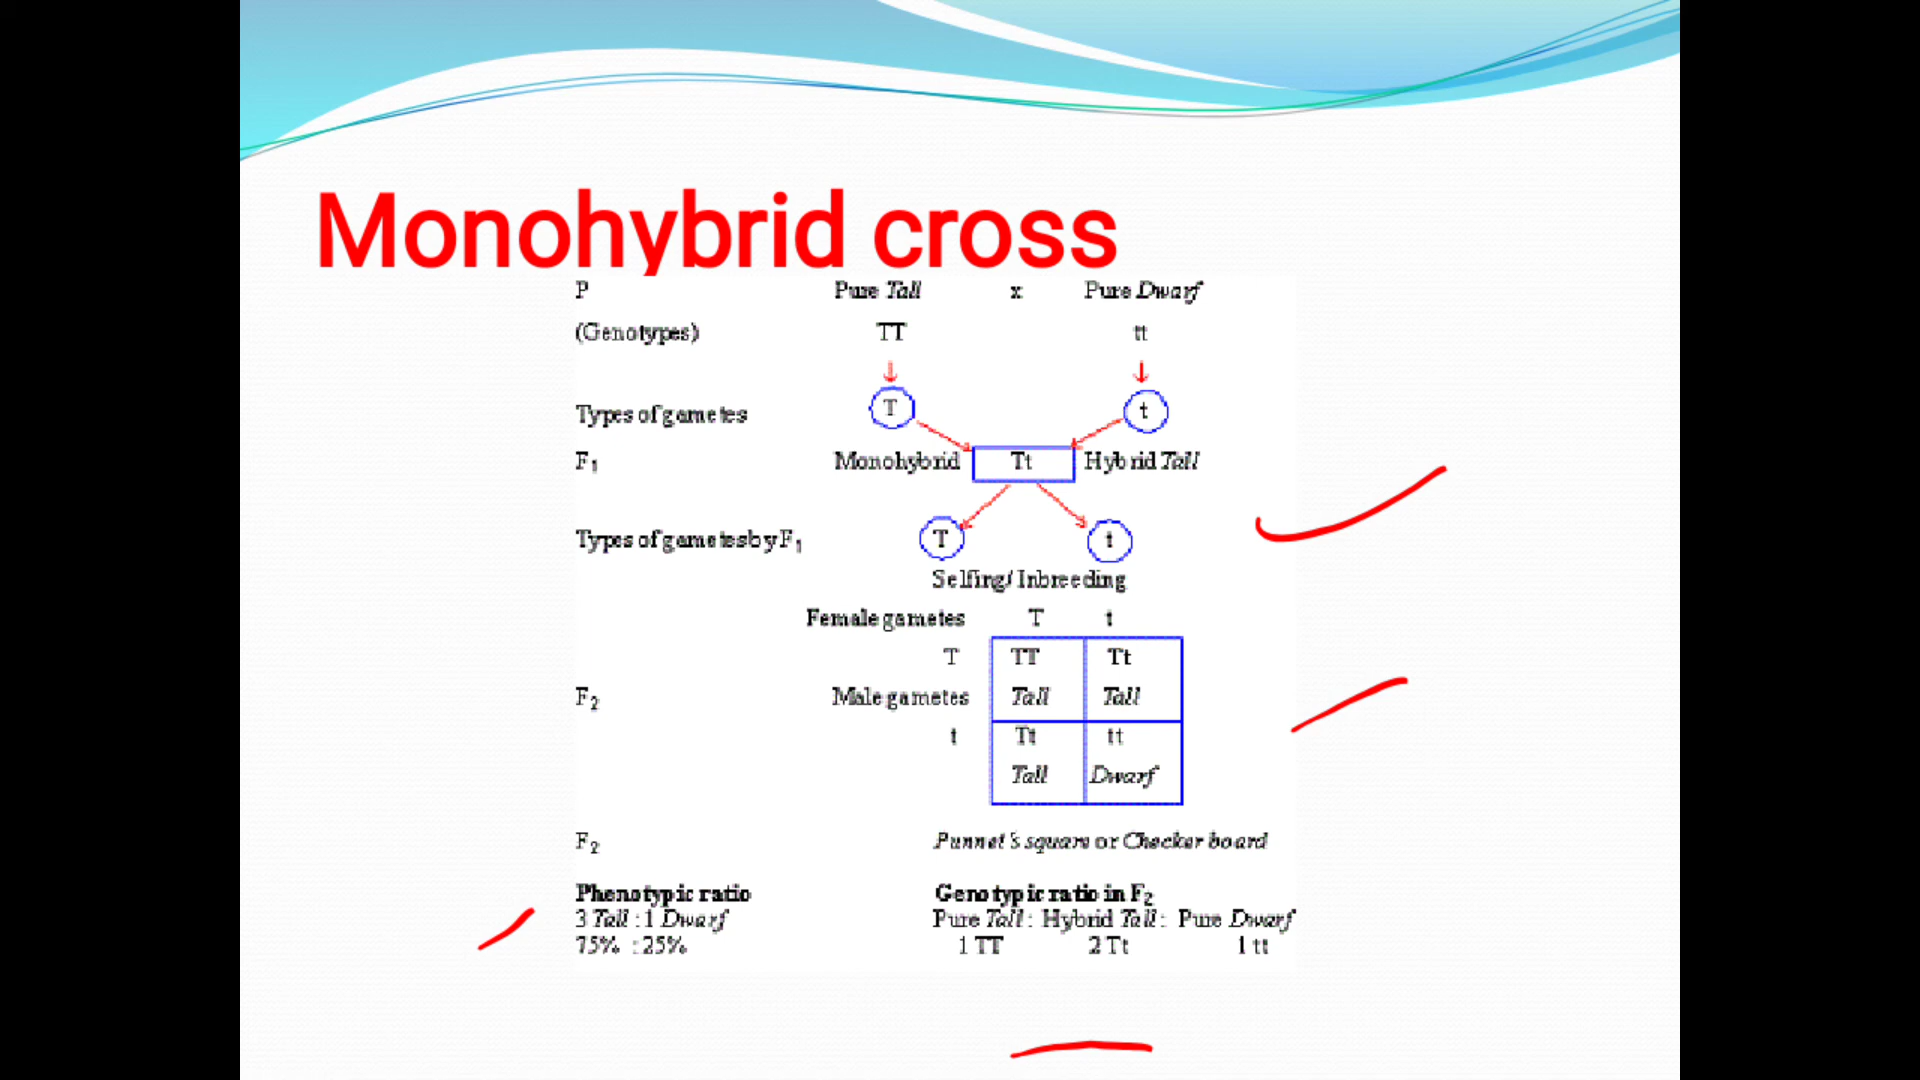 Monohybrid cross
P Pure Tall x Pure Dwarf
(Genotypes) TT tt
Types of gametes T t
F1 Monohybrid Tt Hybrid Tall
Types of gametes by F1 T t
Selfing/ Inbreeding
Female gametes T t
T TT Tt
F2 Male gametes Tall Tall
t Tt tt
Tall Dwarf
F2 Punnet's square or Checker board
Phenotypic ratio Genotypic ratio in F2
3 Tall : 1 Dwarf Pure Tall : Hybrid Tall : Pure Dwarf
75% : 25% 1 TT 2 Tt 1 tt